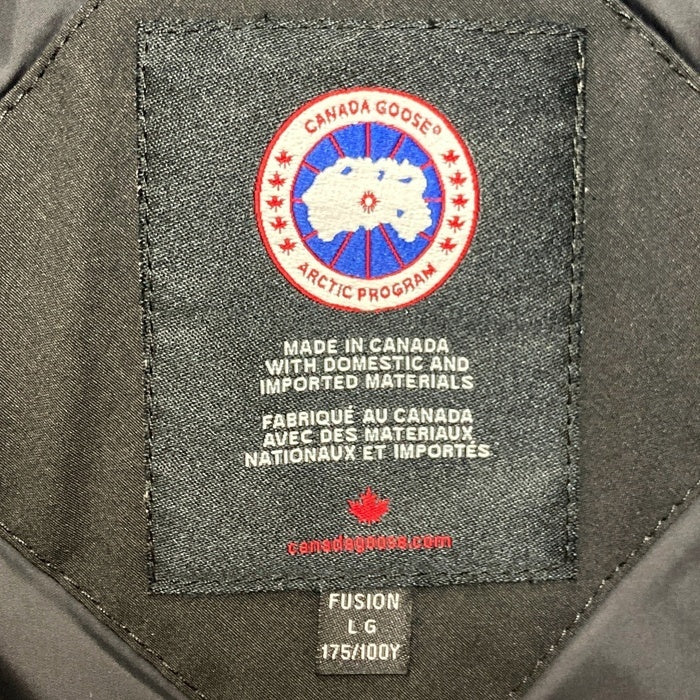 CANADA GOOSE®
ARCTIC PROGRAM
MADE IN CANADA
WITH DOMESTIC AND
IMPORTED MATERIALS
FABRIQUÉ AU CANADA
AVEC DES MATERIAUX
NATIONAUX ET IMPORTÉS
canadagoose.com
FUSION
L G
175/100Y